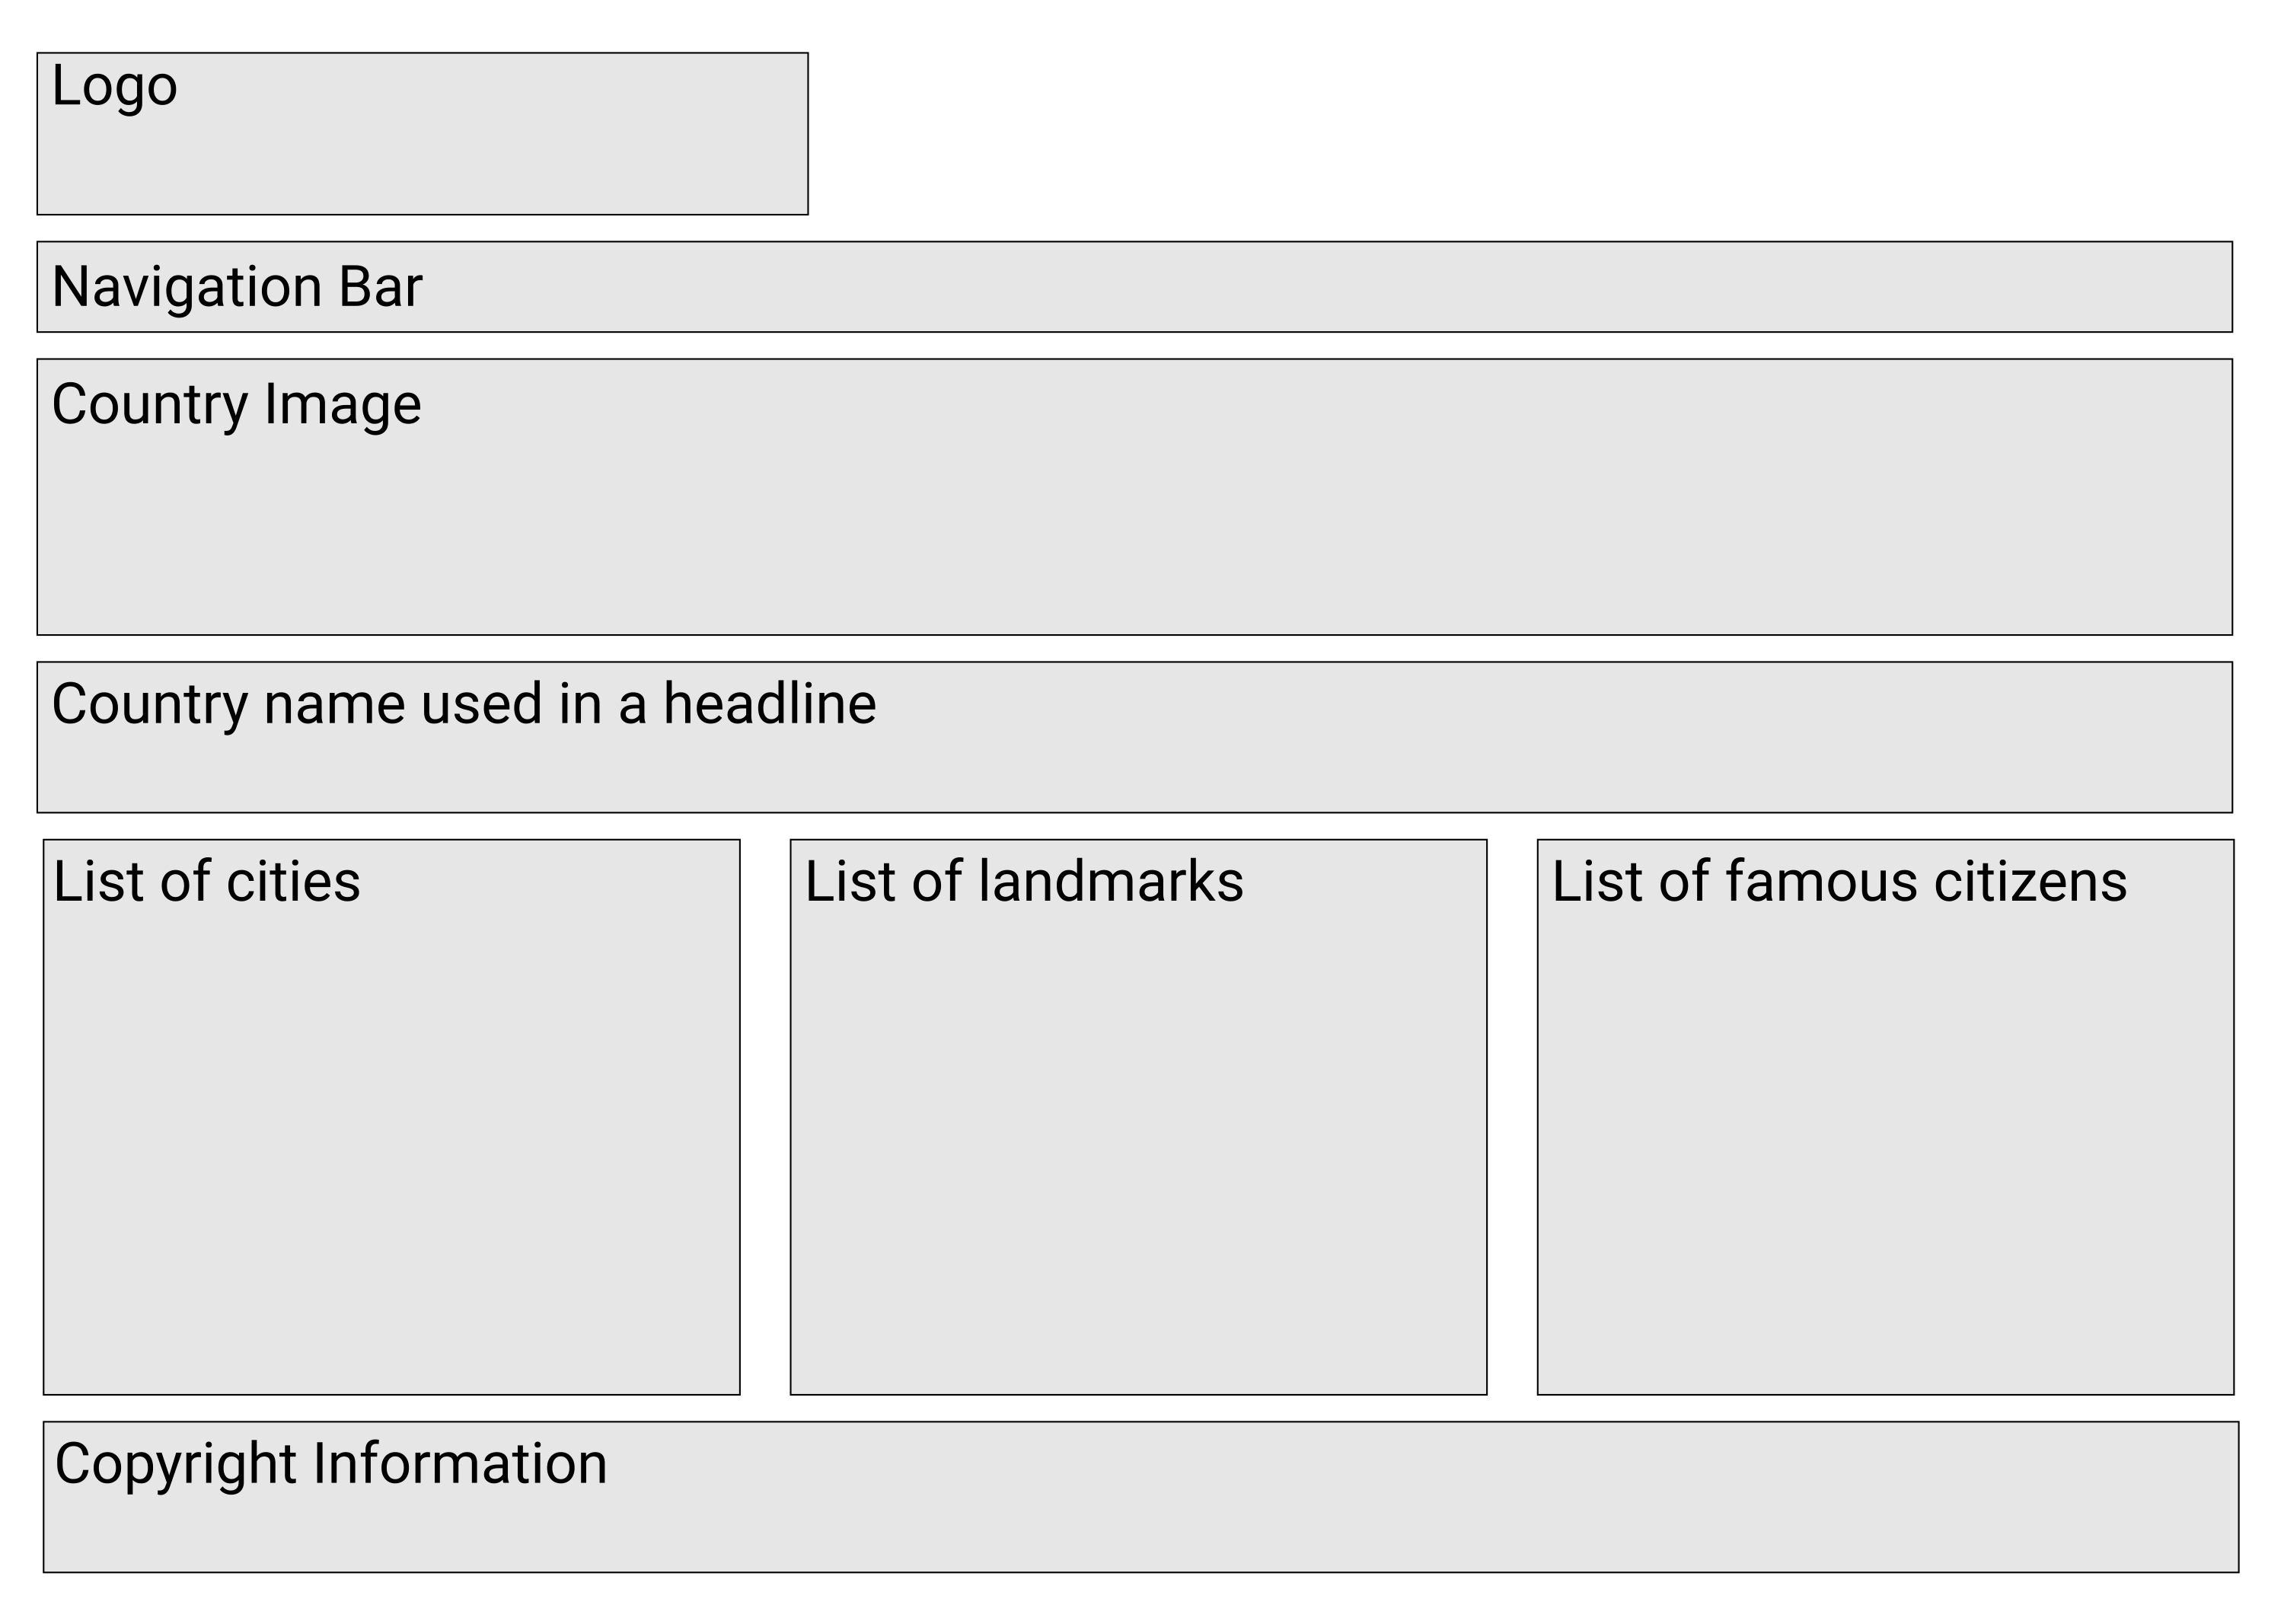 Logo
Navigation Bar
Country Image
Country name used in a headline
List of cities
List of landmarks
List of famous citizens
Copyright Information